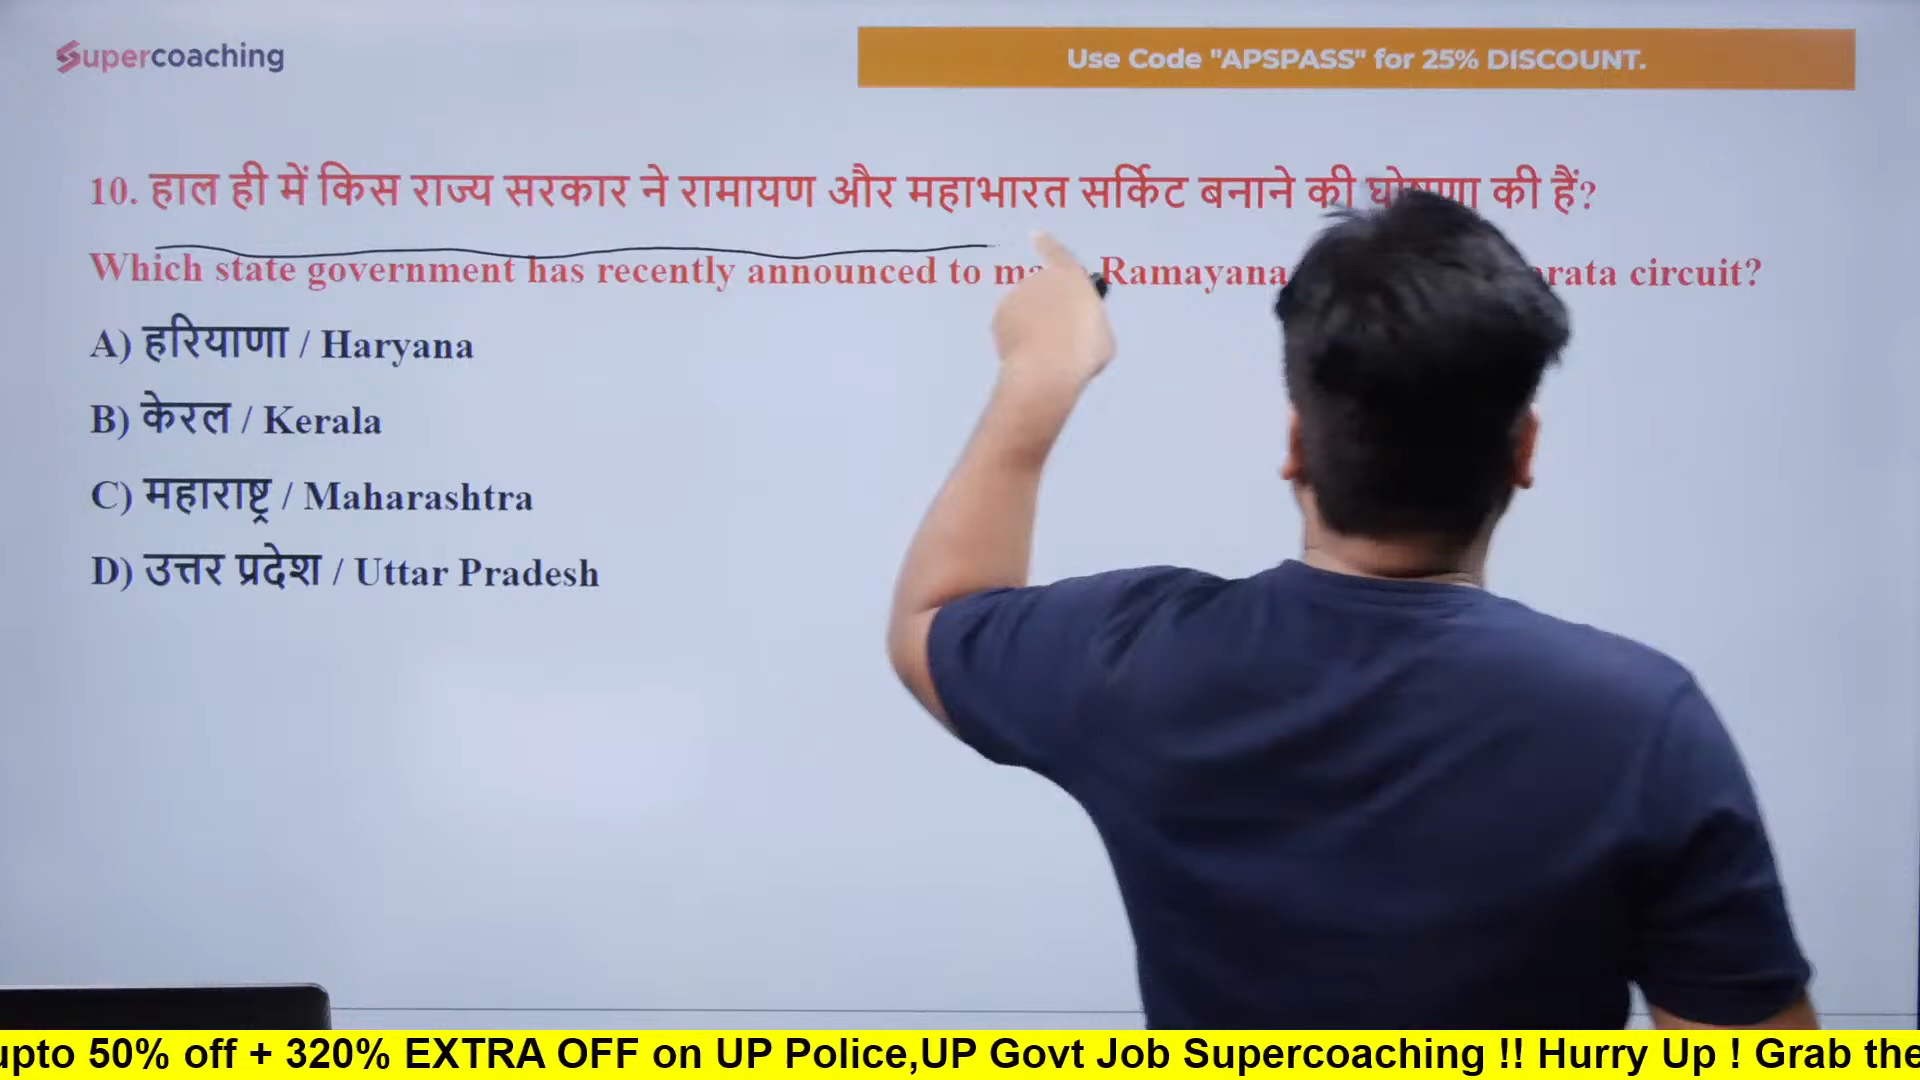 Supercoaching
Use Code "APSPASS" for 25% DISCOUNT.
10. हाल ही में किस राज्य सरकार ने रामायण और महाभारत सर्किट बनाने की घोषणा की हैं?
Which state government has recently announced to Ramayana circuit?
A) हरियाणा / Haryana
B) केरल / Kerala
C) महाराष्ट्र / Maharashtra
D) उत्तर प्रदेश / Uttar Pradesh
upto 50% off + 320% EXTRA OFF on UP Police,UP Govt Job Supercoaching !! Hurry Up ! Grab the